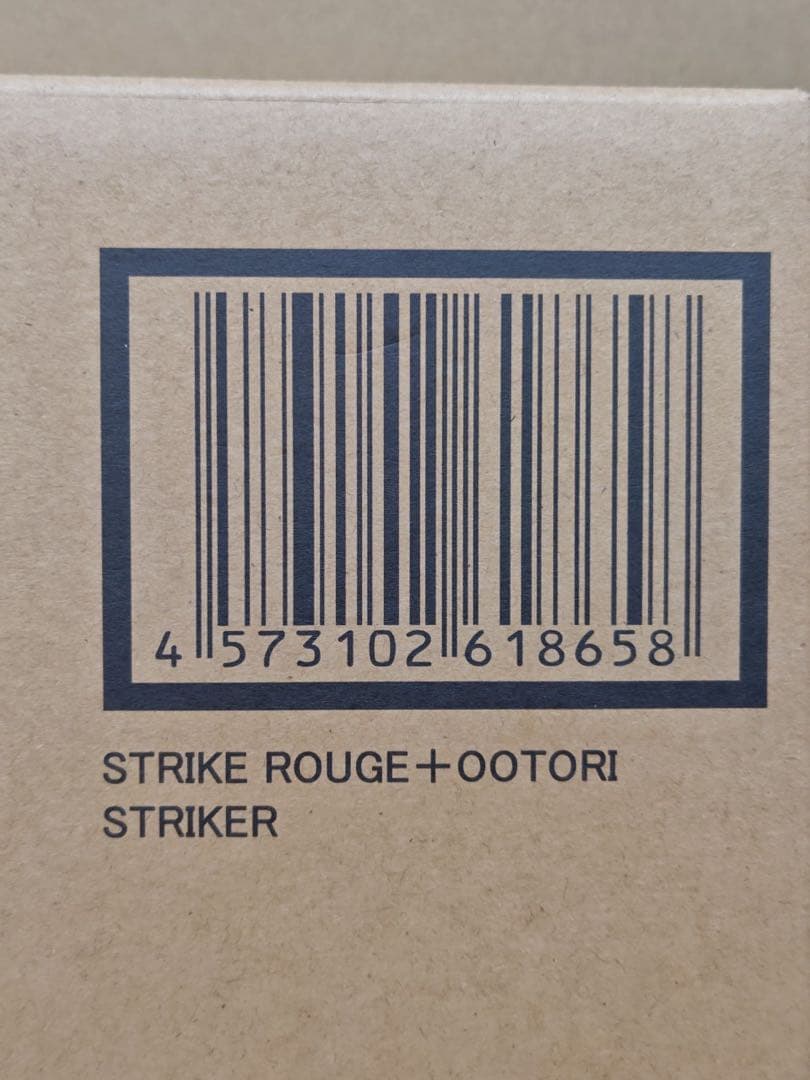 4 573102 618658
STRIKE ROUGE+OOTORI
STRIKER